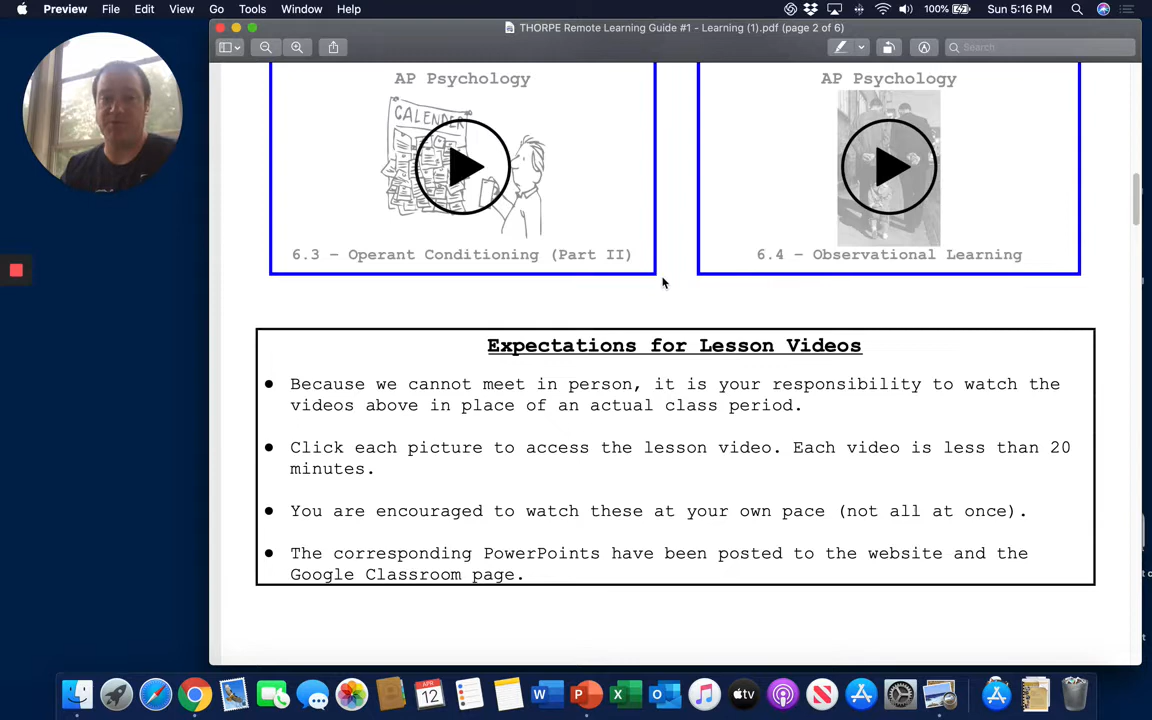 Preview File Edit View Go Tools Window Help 100% Sun 5:16 PM
THORPE Remote Learning Guide #1 - Learning (1).pdf (page 2 of 6)
Search
AP Psychology AP Psychology
CALENDER
6.3 – Operant Conditioning (Part II) 6.4 – Observational Learning
Expectations for Lesson Videos
● Because we cannot meet in person, it is your responsibility to watch the
videos above in place of an actual class period.
● Click each picture to access the lesson video. Each video is less than 20
minutes.
● You are encouraged to watch these at your own pace (not all at once).
● The corresponding PowerPoints have been posted to the website and the
Google Classroom page.
APR
12
W P X O tv A